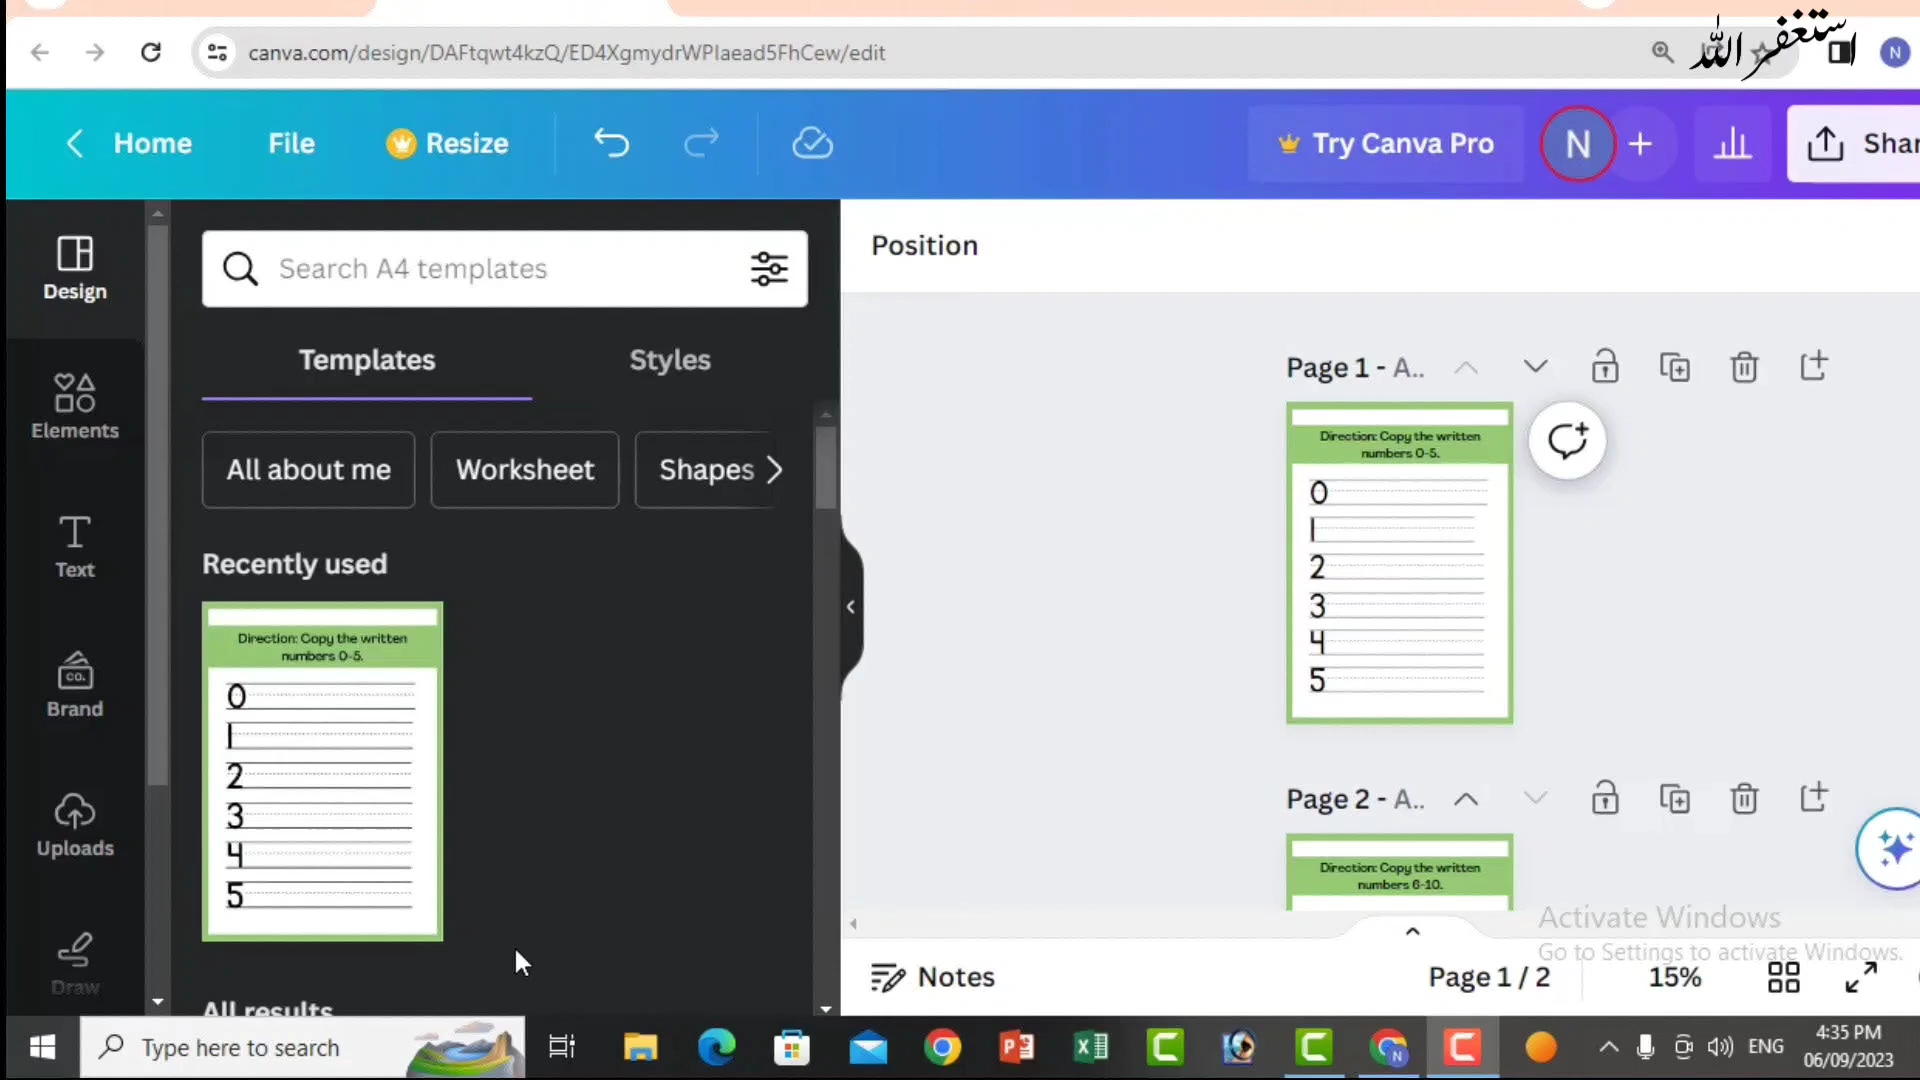 canva.com/design/DAFtqwt4kzQ/ED4XgmydrWPlaead5FhCew/edit
استغفر الله
N
Home
File
Resize
Try Canva Pro
N
Shar
Design
Elements
Text
Brand
CO.
Uploads
Draw
Search A4 templates
Templates
Styles
All about me
Worksheet
Shapes
Recently used
Direction: Copy the written
numbers 0-5.
0
1
2
3
4
5
All results
Position
Page 1 - A..
Direction: Copy the written
numbers 0-5.
0
1
2
3
4
5
Page 2 - A..
Direction: Copy the written
numbers 6-10.
Activate Windows
Go to Settings to activate Windows.
Notes
Page 1 / 2
15%
Type here to search
N
ENG
4:35 PM
06/09/2023